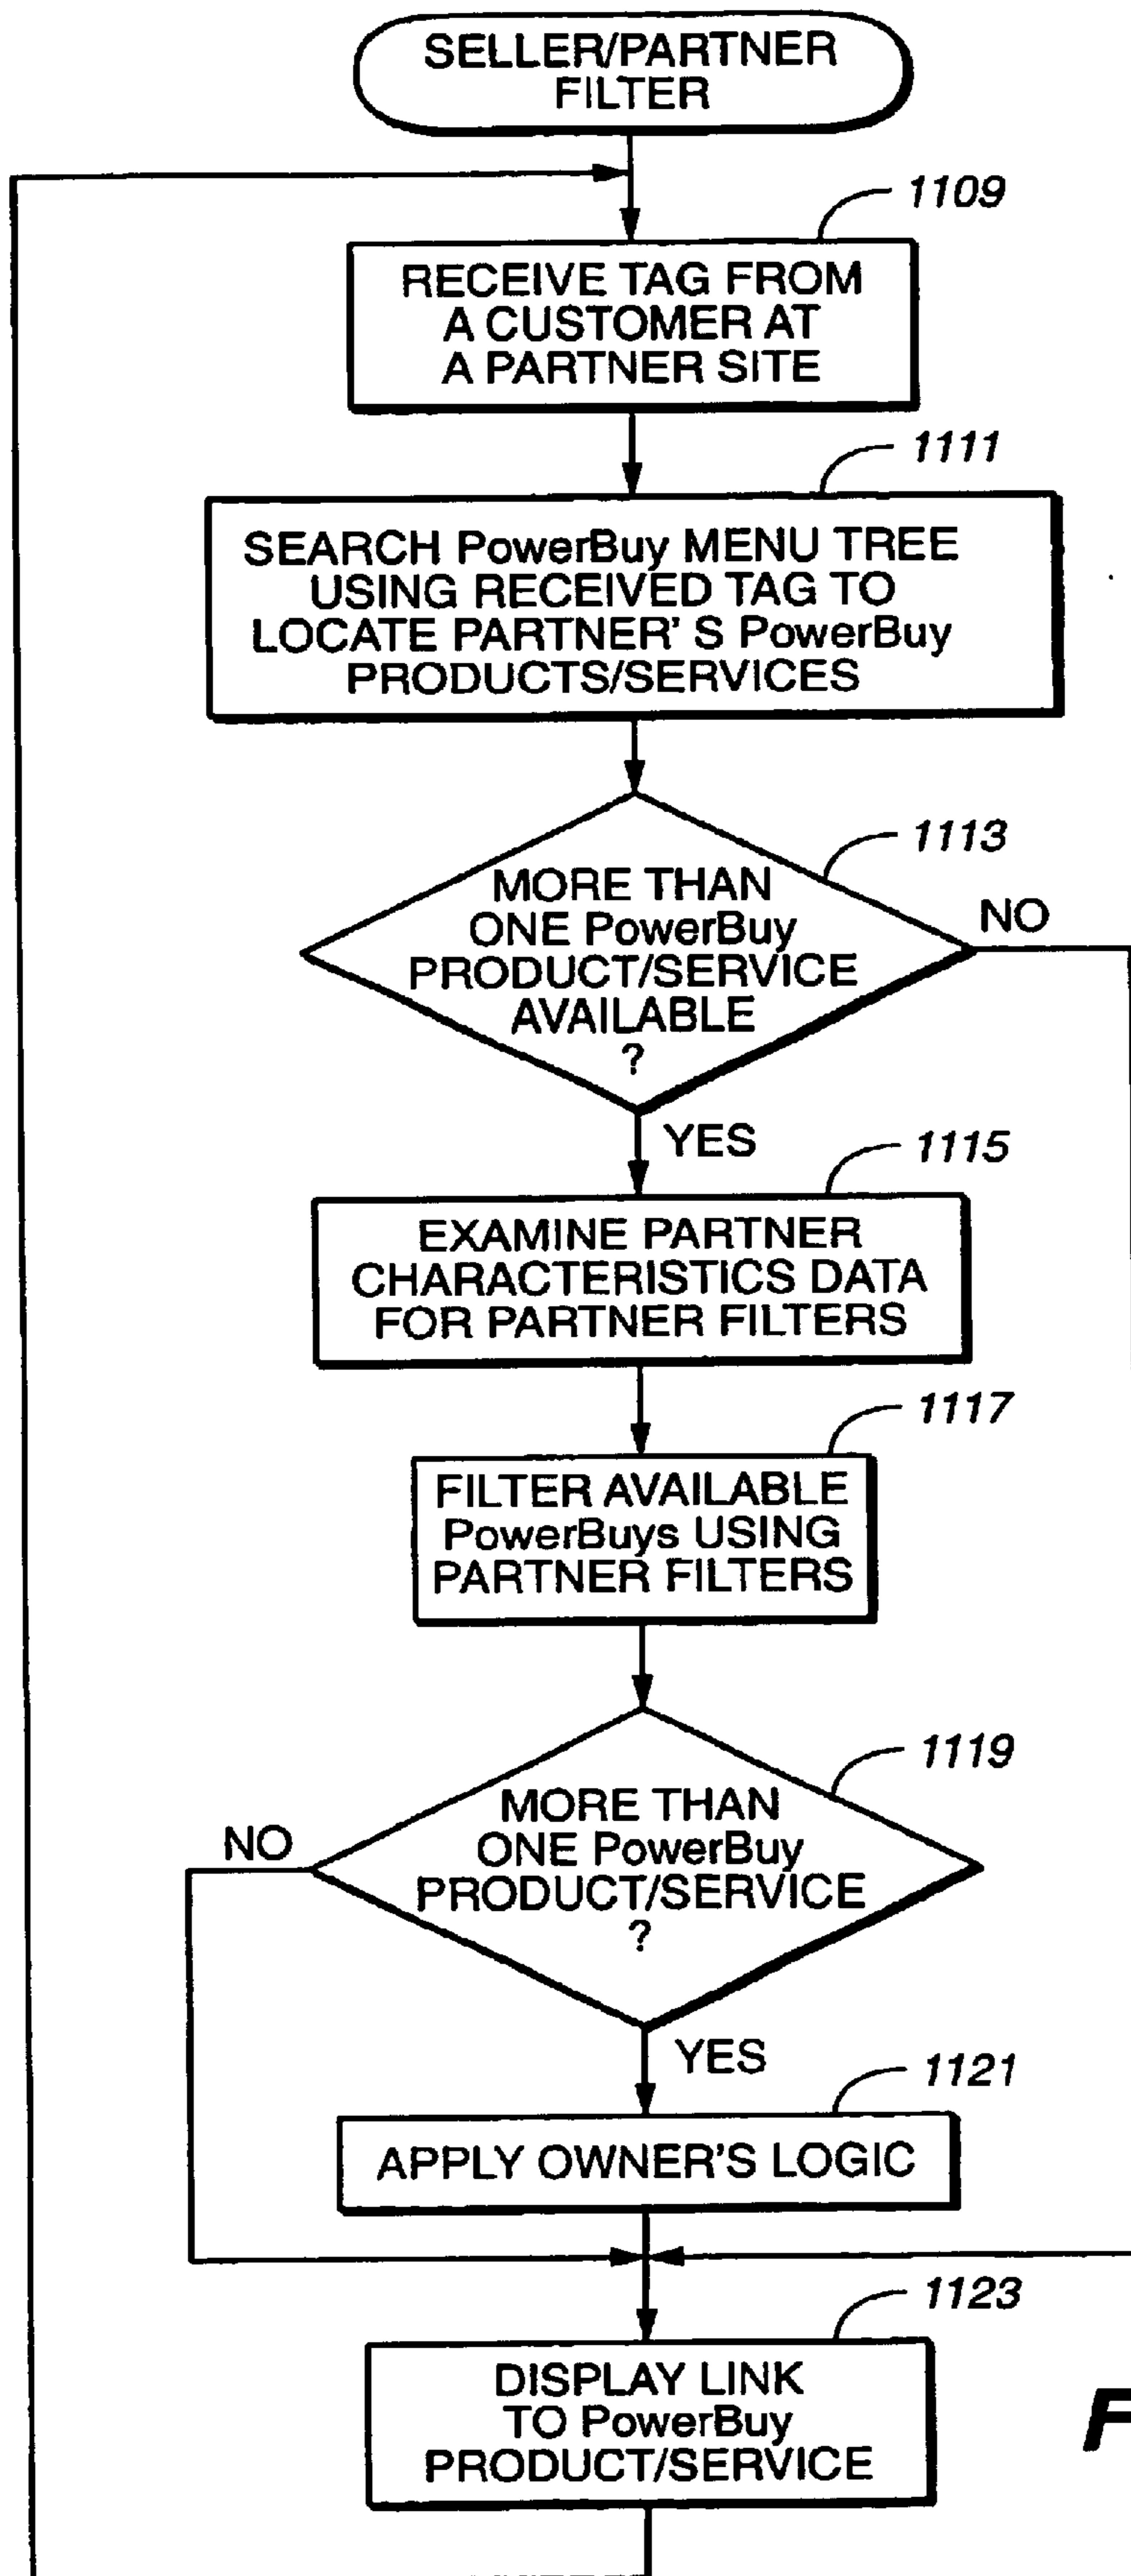 SELLER/PARTNER
FILTER
1109
RECEIVE TAG FROM
A CUSTOMER AT
A PARTNER SITE
1111
SEARCH PowerBuy MENU TREE
USING RECEIVED TAG TO
LOCATE PARTNER' S PowerBuy
PRODUCTS/SERVICES
1113
MORE THAN
ONE PowerBuy
PRODUCT/SERVICE
AVAILABLE
?
NO
YES
1115
EXAMINE PARTNER
CHARACTERISTICS DATA
FOR PARTNER FILTERS
1117
FILTER AVAILABLE
PowerBuys USING
PARTNER FILTERS
1119
MORE THAN
ONE PowerBuy
PRODUCT/SERVICE
?
NO
YES
1121
APPLY OWNER'S LOGIC
1123
DISPLAY LINK
TO PowerBuy
PRODUCT/SERVICE
F